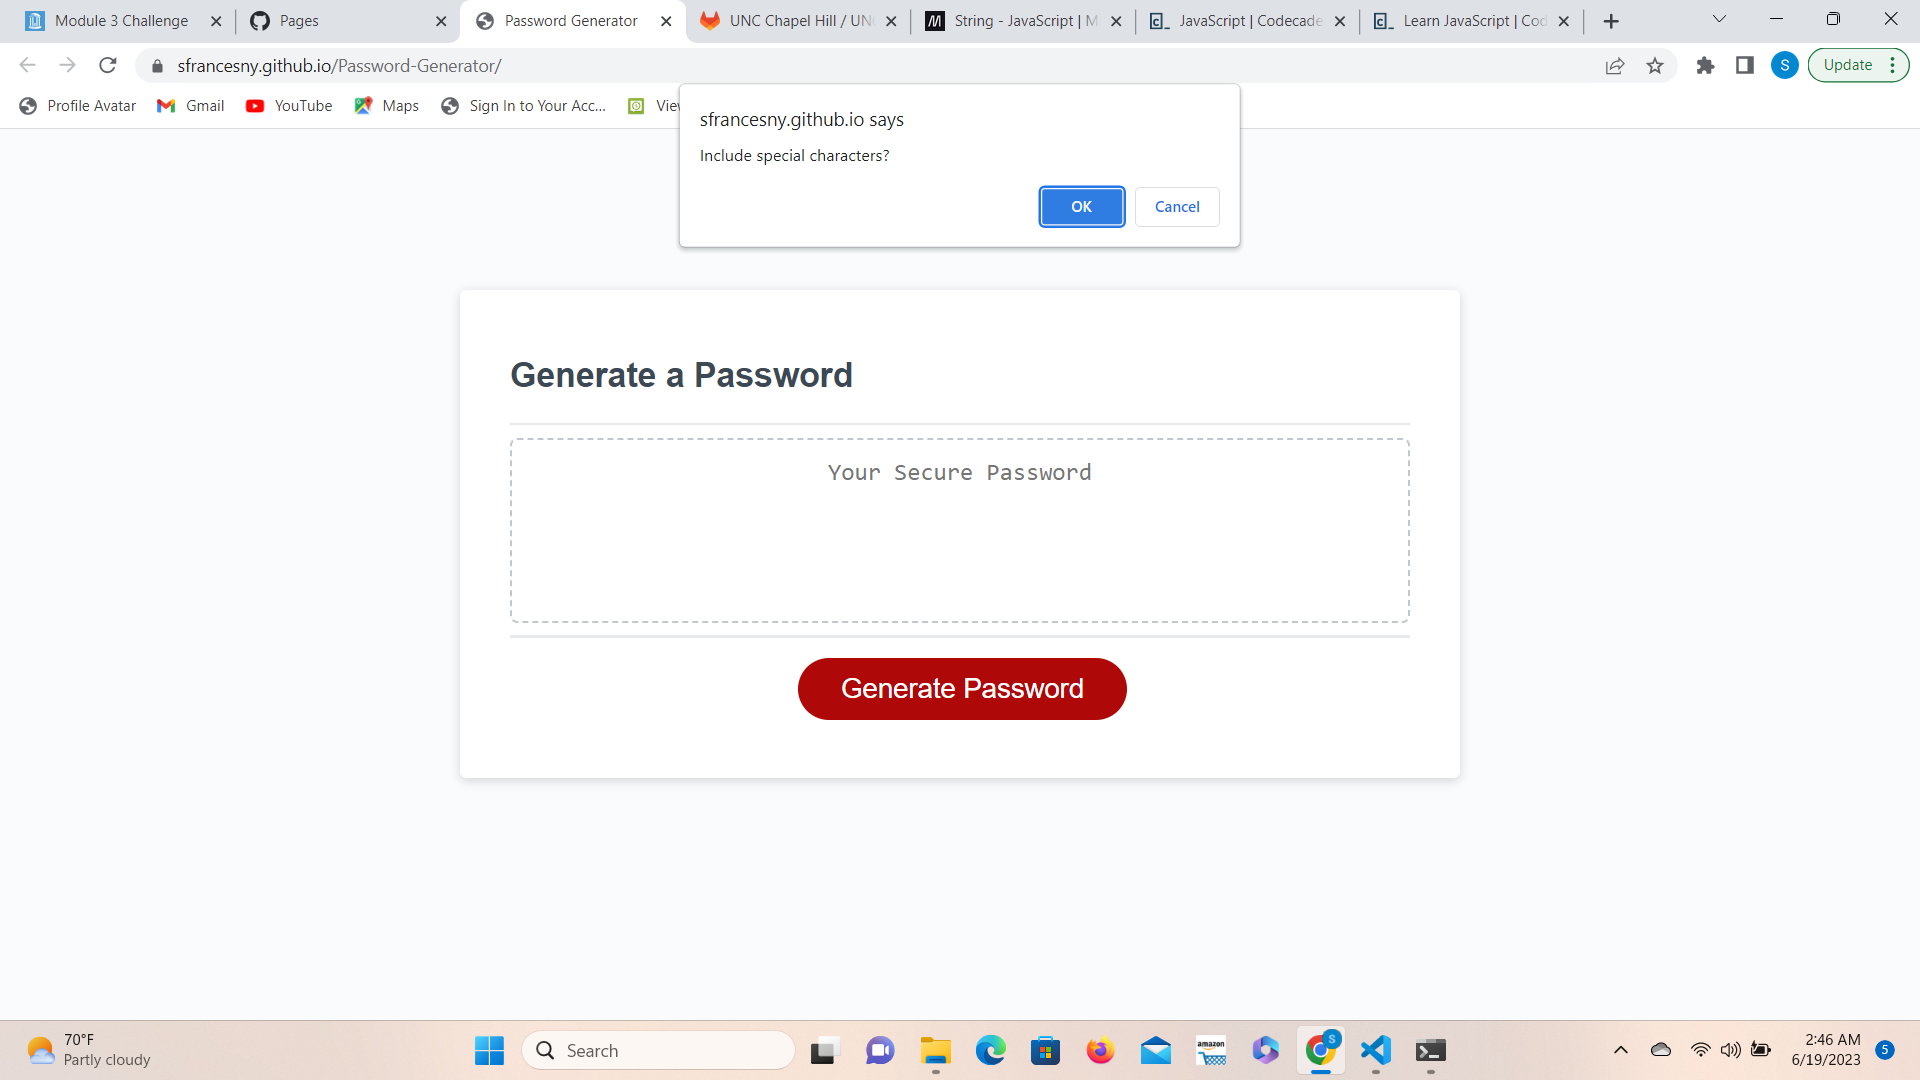 Module 3 Challenge
Pages
Password Generator
UNC Chapel Hill / UN
String - JavaScript | M
JavaScript | Codecade
Learn JavaScript | Cod
sfrancesny.github.io/Password-Generator/
S
Update
Profile Avatar
Gmail
YouTube
Maps
Sign In to Your Acc...
View
sfrancesny.github.io says
Include special characters?
OK
Cancel
Generate a Password
Your Secure Password
Generate Password
70°F
Partly cloudy
Search
amazon
S
2:46 AM
6/19/2023
5